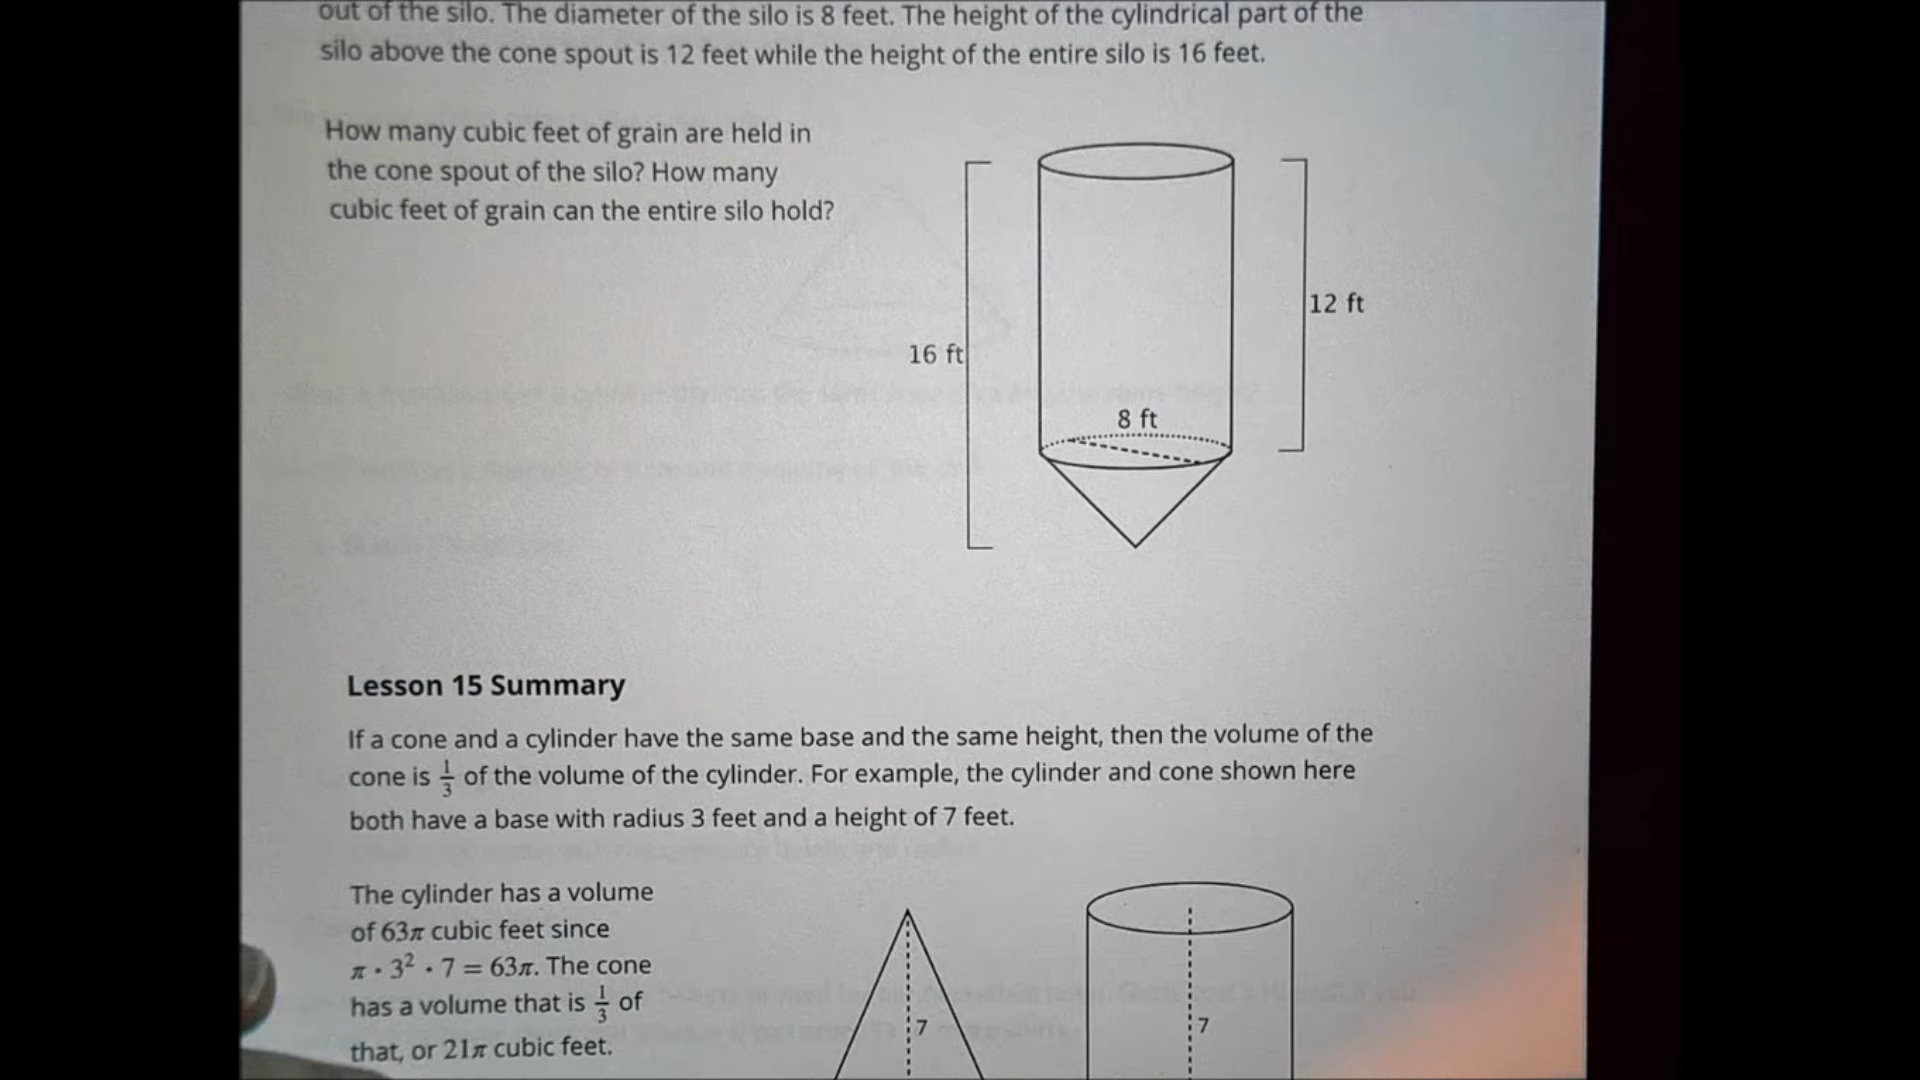 out of the silo. The diameter of the silo is 8 feet. The height of the cylindrical part of the
silo above the cone spout is 12 feet while the height of the entire silo is 16 feet.
How many cubic feet of grain are held in
the cone spout of the silo? How many
cubic feet of grain can the entire silo hold?
12 ft
16 ft
8 ft
Lesson 15 Summary
If a cone and a cylinder have the same base and the same height, then the volume of the
cone is 1/3 of the volume of the cylinder. For example, the cylinder and cone shown here
both have a base with radius 3 feet and a height of 7 feet.
The cylinder has a volume
of 63π cubic feet since
π · 3² · 7 = 63π. The cone
has a volume that is 1/3 of
that, or 21π cubic feet.
7
7